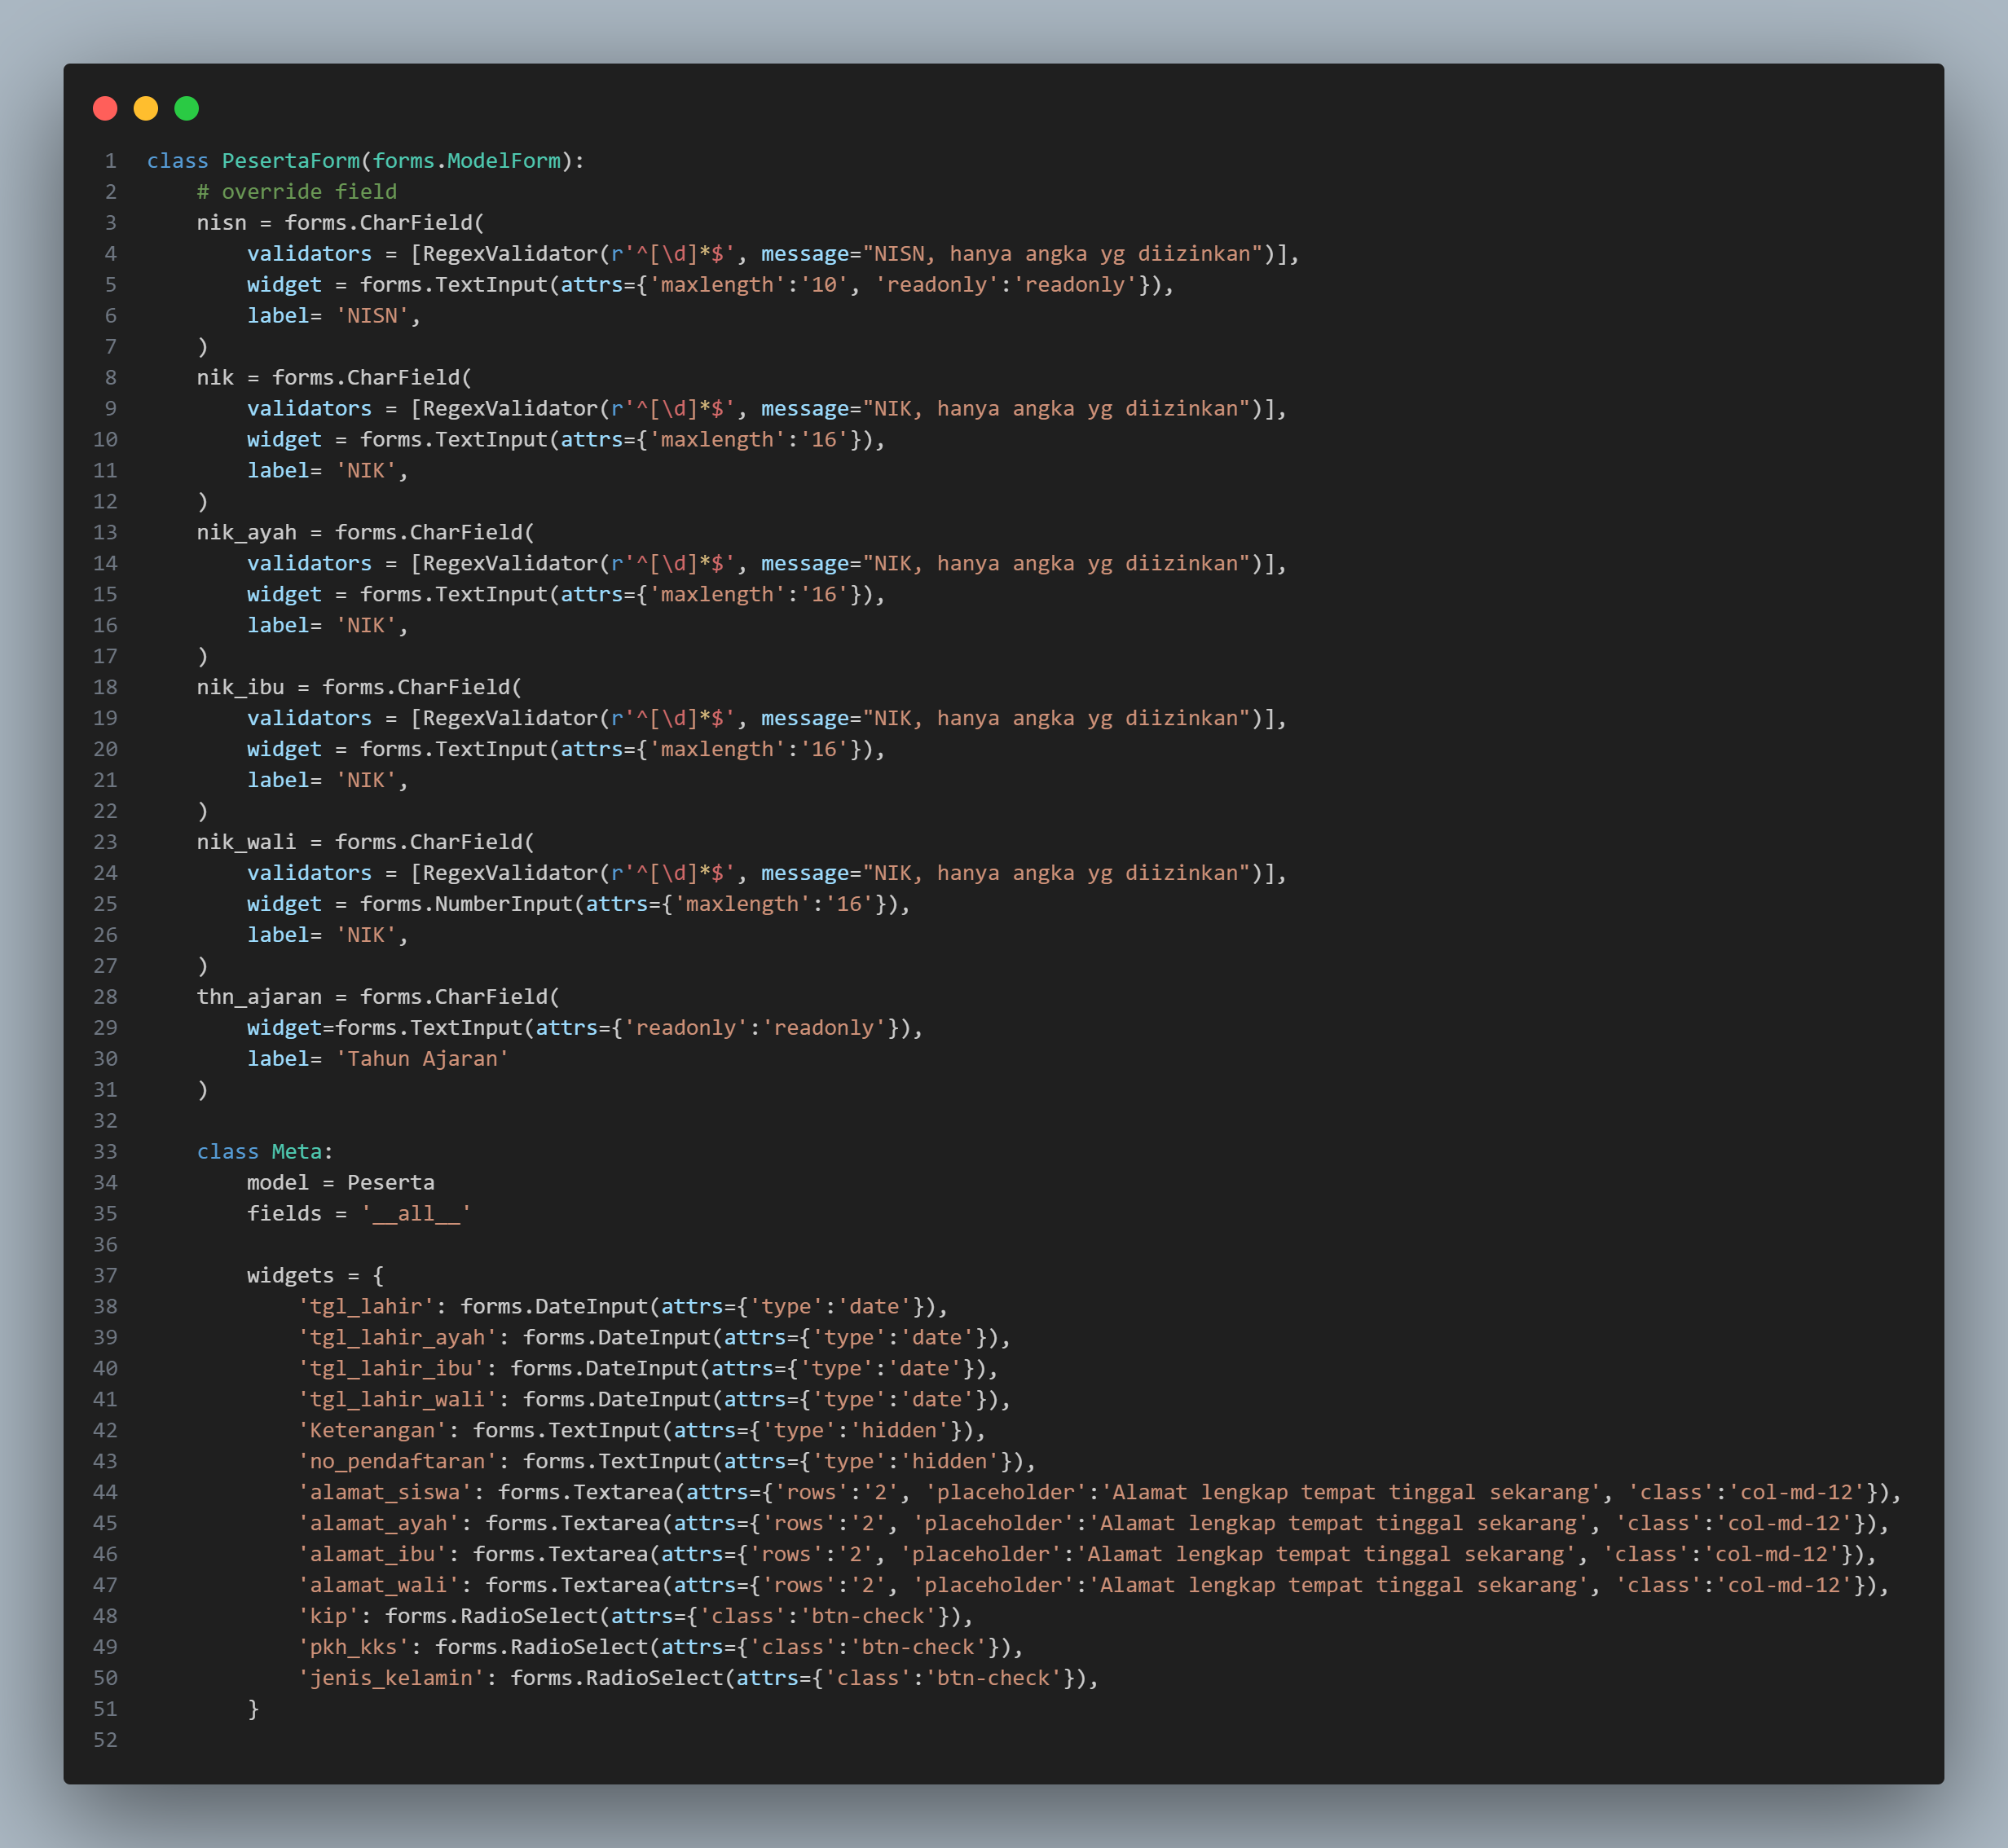 1 class PesertaForm(forms.ModelForm):
2     # override field
3     nisn = forms.CharField(
4         validators = [RegexValidator(r'^[\d]*$', message="NISN, hanya angka yg diizinkan")],
5         widget = forms.TextInput(attrs={'maxlength':'10', 'readonly':'readonly'}),
6         label= 'NISN',
7     )
8     nik = forms.CharField(
9         validators = [RegexValidator(r'^[\d]*$', message="NIK, hanya angka yg diizinkan")],
10         widget = forms.TextInput(attrs={'maxlength':'16'}),
11         label= 'NIK',
12     )
13     nik_ayah = forms.CharField(
14         validators = [RegexValidator(r'^[\d]*$', message="NIK, hanya angka yg diizinkan")],
15         widget = forms.TextInput(attrs={'maxlength':'16'}),
16         label= 'NIK',
17     )
18     nik_ibu = forms.CharField(
19         validators = [RegexValidator(r'^[\d]*$', message="NIK, hanya angka yg diizinkan")],
20         widget = forms.TextInput(attrs={'maxlength':'16'}),
21         label= 'NIK',
22     )
23     nik_wali = forms.CharField(
24         validators = [RegexValidator(r'^[\d]*$', message="NIK, hanya angka yg diizinkan")],
25         widget = forms.NumberInput(attrs={'maxlength':'16'}),
26         label= 'NIK',
27     )
28     thn_ajaran = forms.CharField(
29         widget=forms.TextInput(attrs={'readonly':'readonly'}),
30         label= 'Tahun Ajaran'
31     )
32
33     class Meta:
34         model = Peserta
35         fields = '__all__'
36
37         widgets = {
38             'tgl_lahir': forms.DateInput(attrs={'type':'date'}),
39             'tgl_lahir_ayah': forms.DateInput(attrs={'type':'date'}),
40             'tgl_lahir_ibu': forms.DateInput(attrs={'type':'date'}),
41             'tgl_lahir_wali': forms.DateInput(attrs={'type':'date'}),
42             'Keterangan': forms.TextInput(attrs={'type':'hidden'}),
43             'no_pendaftaran': forms.TextInput(attrs={'type':'hidden'}),
44             'alamat_siswa': forms.Textarea(attrs={'rows':'2', 'placeholder':'Alamat lengkap tempat tinggal sekarang', 'class':'col-md-12'}),
45             'alamat_ayah': forms.Textarea(attrs={'rows':'2', 'placeholder':'Alamat lengkap tempat tinggal sekarang', 'class':'col-md-12'}),
46             'alamat_ibu': forms.Textarea(attrs={'rows':'2', 'placeholder':'Alamat lengkap tempat tinggal sekarang', 'class':'col-md-12'}),
47             'alamat_wali': forms.Textarea(attrs={'rows':'2', 'placeholder':'Alamat lengkap tempat tinggal sekarang', 'class':'col-md-12'}),
48             'kip': forms.RadioSelect(attrs={'class':'btn-check'}),
49             'pkh_kks': forms.RadioSelect(attrs={'class':'btn-check'}),
50             'jenis_kelamin': forms.RadioSelect(attrs={'class':'btn-check'}),
51         }
52